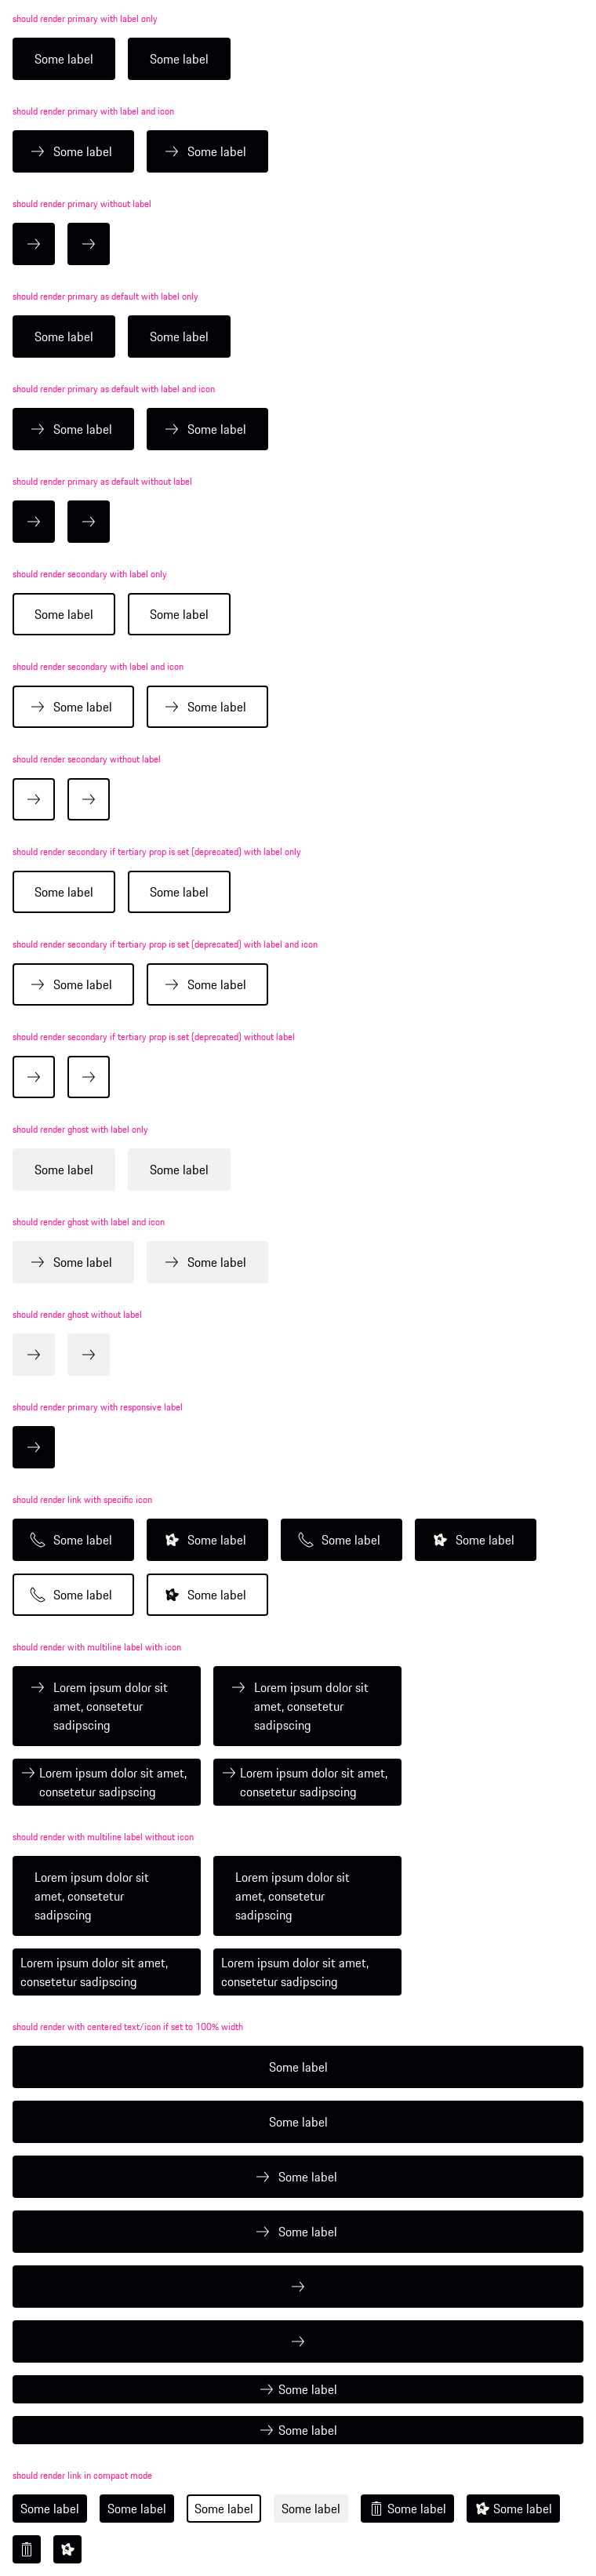 should render primary with label only
Some label Some label
should render primary with label and icon
Some label Some label
should render primary without label
should render primary as default with label only
Some label Some label
should render primary as default with label and icon
Some label Some label
should render primary as default without label
should render secondary with label only
Some label Some label
should render secondary with label and icon
Some label Some label
should render secondary without label
should render secondary if tertiary prop is set (deprecated) with label only
Some label Some label
should render secondary if tertiary prop is set (deprecated) with label and icon
Some label Some label
should render secondary if tertiary prop is set (deprecated) without label
should render ghost with label only
Some label Some label
should render ghost with label and icon
Some label Some label
should render ghost without label
should render primary with responsive label
should render link with specific icon
Some label Some label Some label Some label
Some label Some label
should render with multiline label with icon
Lorem ipsum dolor sit
amet, consetetur
sadipscing
Lorem ipsum dolor sit
amet, consetetur
sadipscing
Lorem ipsum dolor sit amet,
consetetur sadipscing
Lorem ipsum dolor sit amet,
consetetur sadipscing
should render with multiline label without icon
Lorem ipsum dolor sit
amet, consetetur
sadipscing
Lorem ipsum dolor sit
amet, consetetur
sadipscing
Lorem ipsum dolor sit amet,
consetetur sadipscing
Lorem ipsum dolor sit amet,
consetetur sadipscing
should render with centered text/icon if set to 100% width
Some label
Some label
Some label
Some label
Some label
Some label
should render link in compact mode
Some label Some label Some label Some label Some label Some label